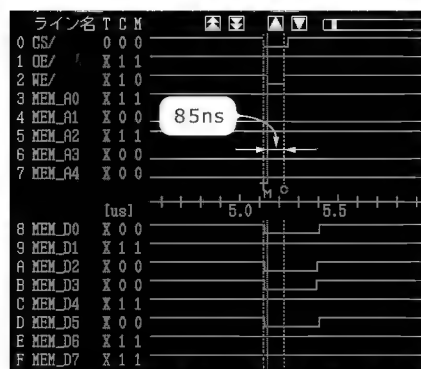 ライン名 T C M
0 CS/ 0 0 0
1 OE/ X 1 1
2 WE/ X 1 0
3 MEM_A0 X 1 1
4 MEM_A1 X 0 0
5 MEM_A2 X 1 1
6 MEM_A3 X 0 0
7 MEM_A4 X 0 0
85ns
M C
[us] 5.0 5.5
8 MEM_D0 X 0 0
9 MEM_D1 X 1 1
A MEM_D2 X 0 0
B MEM_D3 X 0 0
C MEM_D4 X 1 1
D MEM_D5 X 0 0
E MEM_D6 X 1 1
F MEM_D7 X 1 1